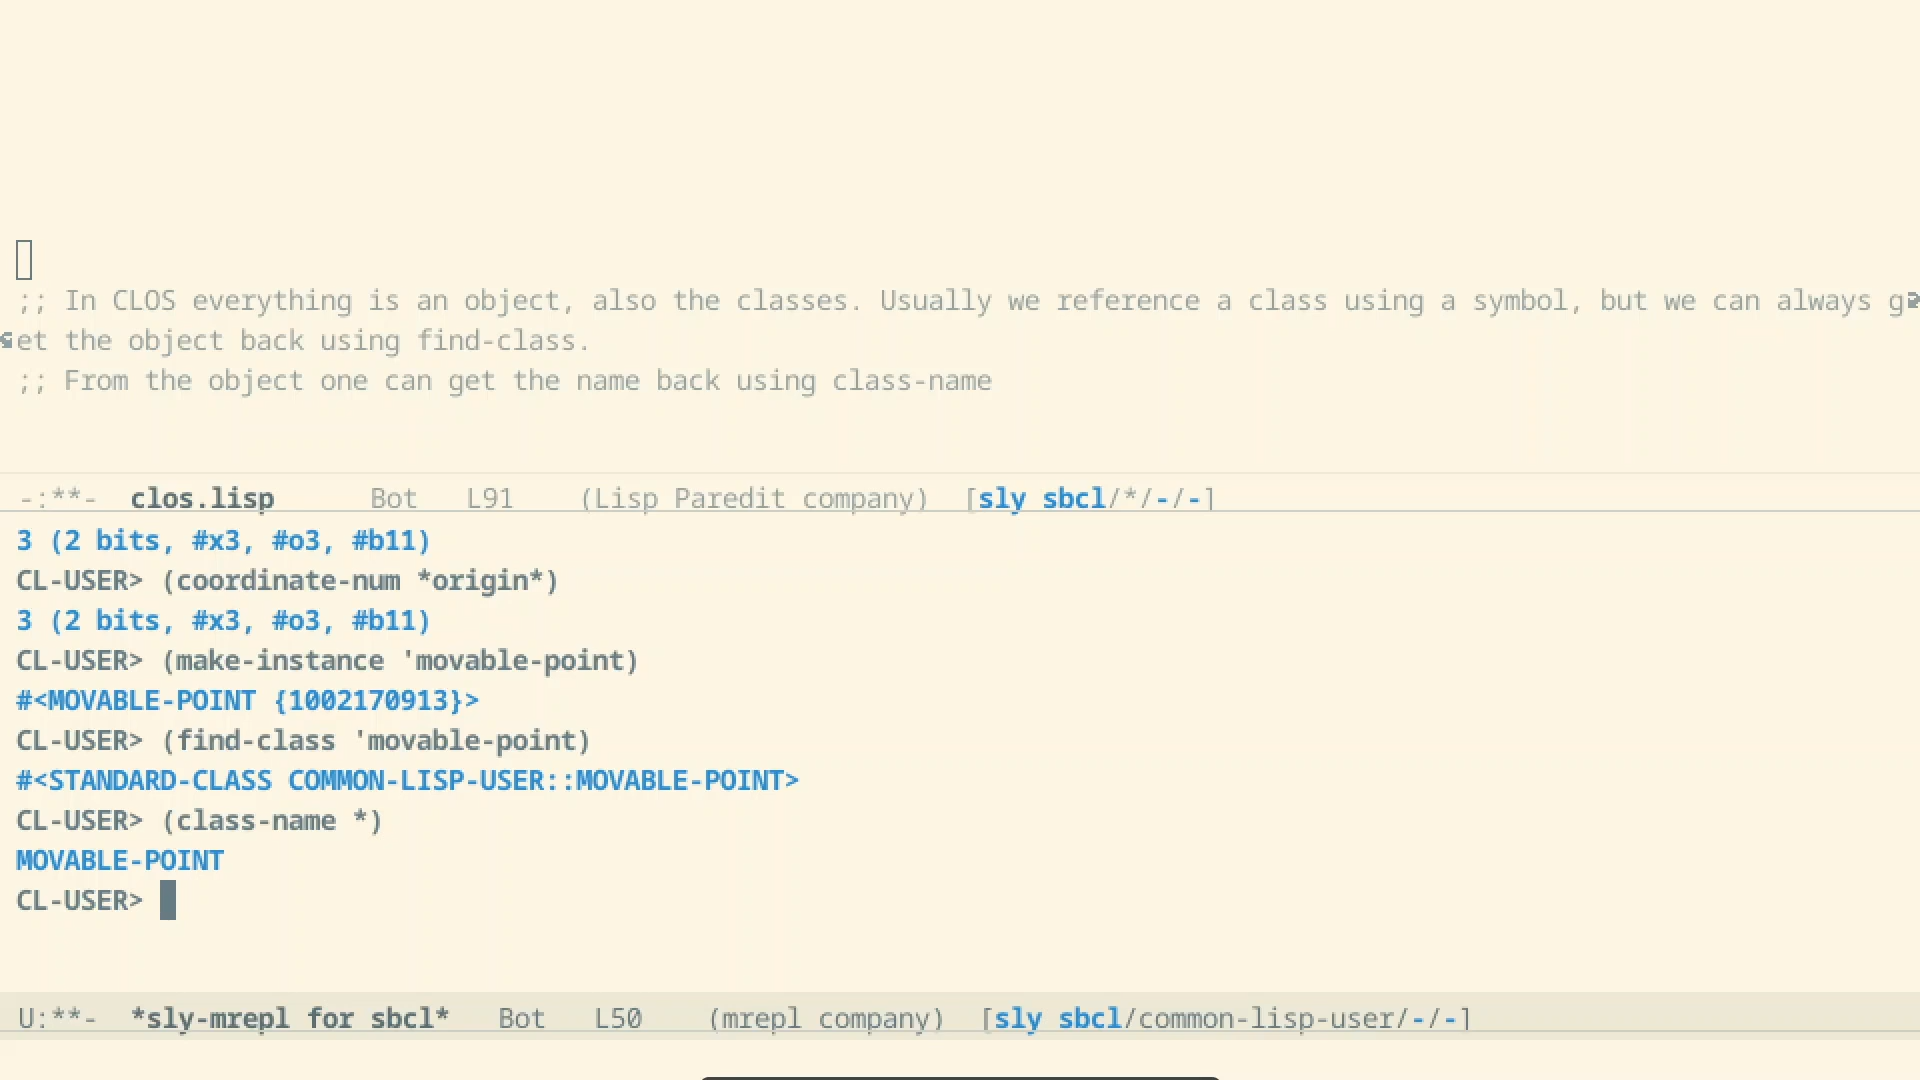 ;; In CLOS everything is an object, also the classes. Usually we reference a class using a symbol, but we can always g
et the object back using find-class.
;; From the object one can get the name back using class-name
-:**-  clos.lisp      Bot   L91    (Lisp Paredit company)  [sly sbcl/*/-/-]
3 (2 bits, #x3, #o3, #b11)
CL-USER> (coordinate-num *origin*)
3 (2 bits, #x3, #o3, #b11)
CL-USER> (make-instance 'movable-point)
#<MOVABLE-POINT {1002170913}>
CL-USER> (find-class 'movable-point)
#<STANDARD-CLASS COMMON-LISP-USER::MOVABLE-POINT>
CL-USER> (class-name *)
MOVABLE-POINT
CL-USER>
U:**-  *sly-mrepl for sbcl*   Bot   L50    (mrepl company)  [sly sbcl/common-lisp-user/-/-]